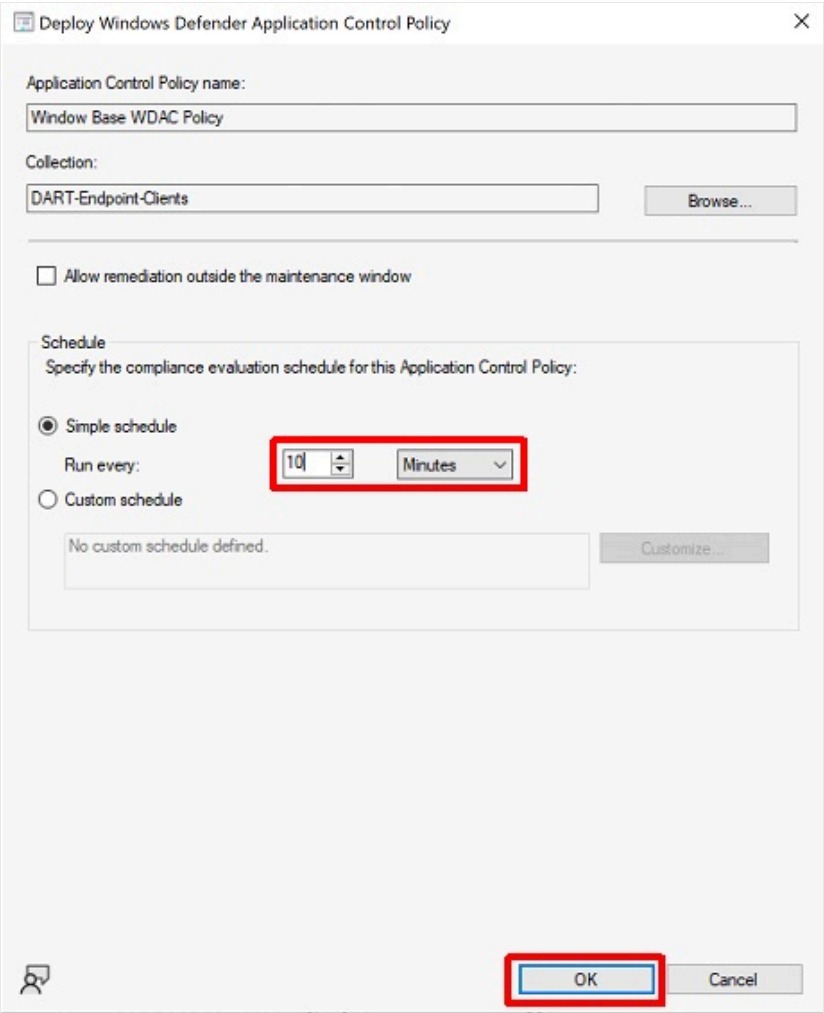 Deploy Windows Defender Application Control Policy
Application Control Policy name:
Window Base WDAC Policy
Collection:
DART-Endpoint-Clients
Browse...
Allow remediation outside the maintenance window
Schedule
Specify the compliance evaluation schedule for this Application Control Policy:
Simple schedule
Run every:
10
Minutes
Custom schedule
No custom schedule defined.
Customize...
OK
Cancel